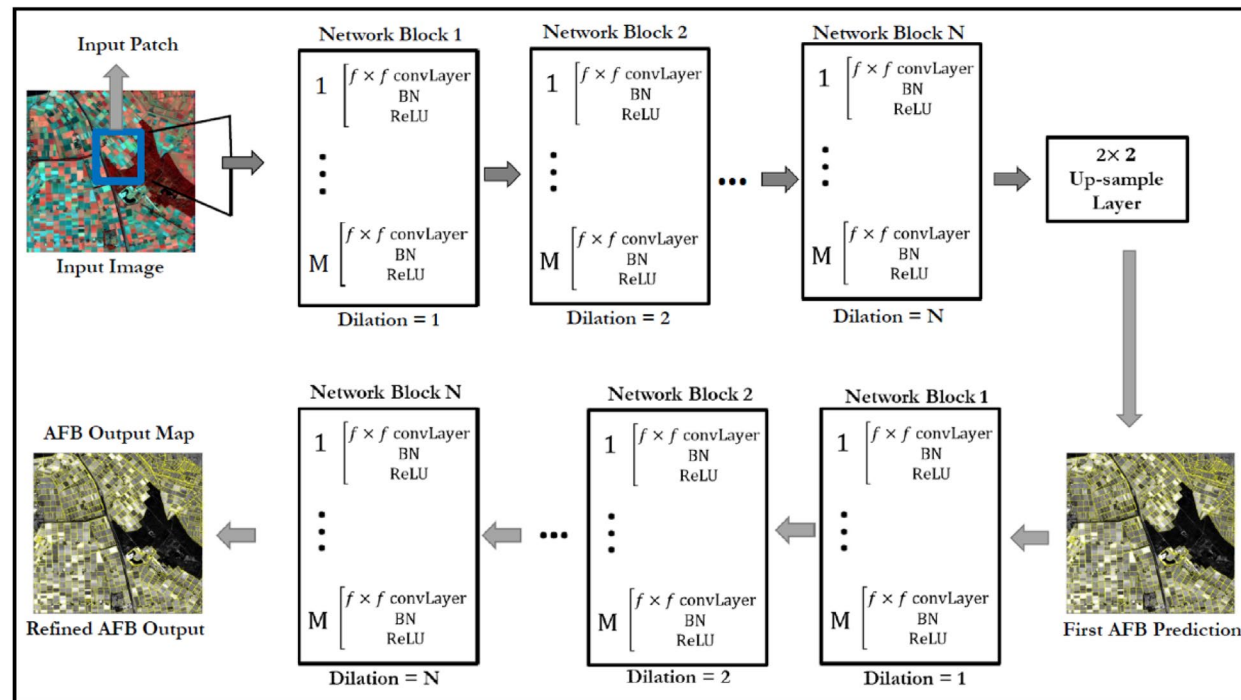 Input Patch
Input Image
Network Block 1
1
f × f convLayer
BN
ReLU
M
f × f convLayer
BN
ReLU
Dilation = 1
Network Block 2
1
f × f convLayer
BN
ReLU
M
f × f convLayer
BN
ReLU
Dilation = 2
...
Network Block N
1
f × f convLayer
BN
ReLU
M
f × f convLayer
BN
ReLU
Dilation = N
2× 2
Up-sample
Layer
First AFB Prediction
Network Block 1
1
f × f convLayer
BN
ReLU
M
f × f convLayer
BN
ReLU
Dilation = 1
Network Block 2
1
f × f convLayer
BN
ReLU
M
f × f convLayer
BN
ReLU
Dilation = 2
...
Network Block N
1
f × f convLayer
BN
ReLU
M
f × f convLayer
BN
ReLU
Dilation = N
AFB Output Map
Refined AFB Output